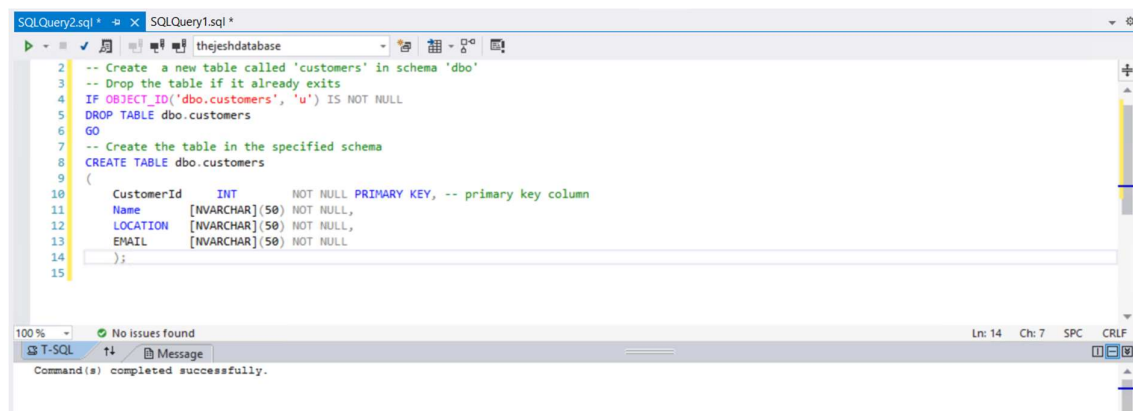 SQLQuery2.sql * SQLQuery1.sql *
thejeshdatabase
2 -- Create  a new table called 'customers' in schema 'dbo'
3 -- Drop the table if it already exits
4 IF OBJECT_ID('dbo.customers', 'u') IS NOT NULL
5 DROP TABLE dbo.customers
6 GO
7 -- Create the table in the specified schema
8 CREATE TABLE dbo.customers
9 (
10 CustomerId INT NOT NULL PRIMARY KEY, -- primary key column
11 Name [NVARCHAR](50) NOT NULL,
12 LOCATION [NVARCHAR](50) NOT NULL,
13 EMAIL [NVARCHAR](50) NOT NULL
14 );
15
100 % No issues found Ln: 14 Ch: 7 SPC CRLF
T-SQL Message
Command(s) completed successfully.